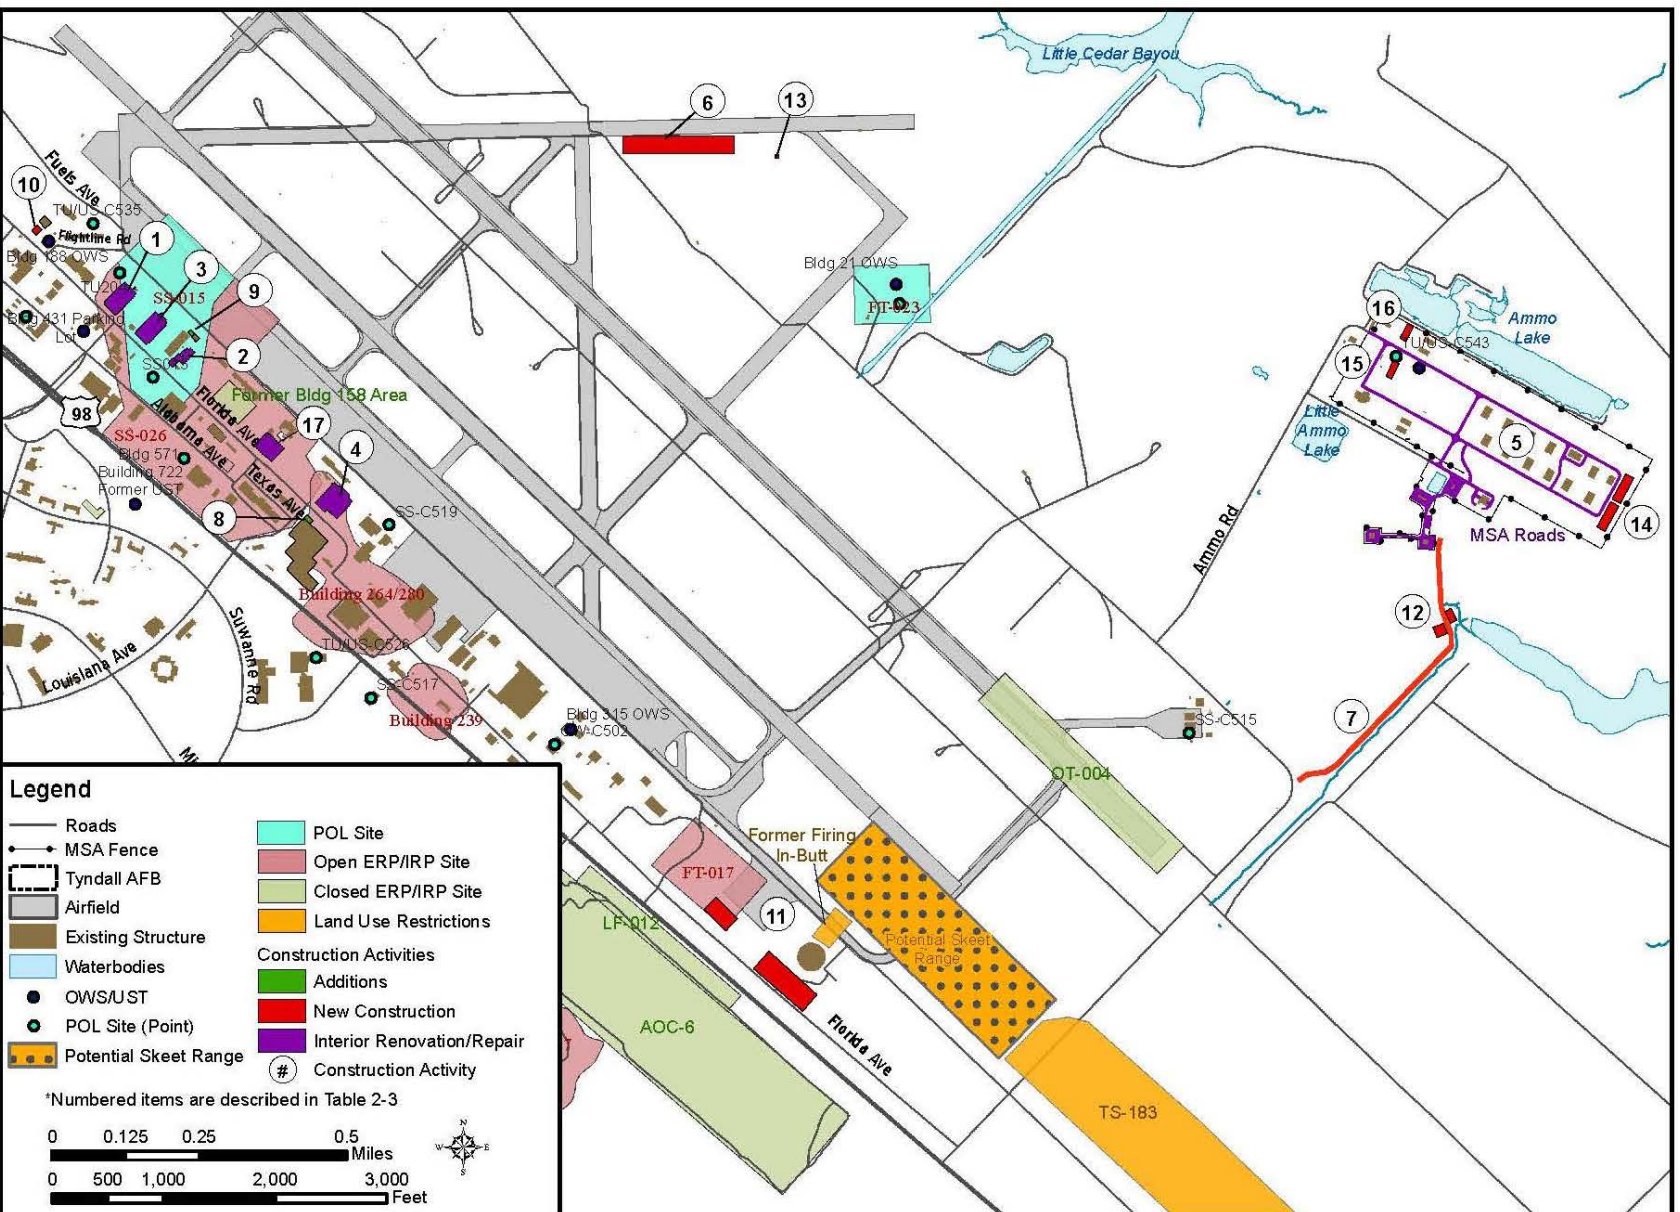 Little Cedar Bayou
6
13
Fuels Ave
10
TU/US-C535
Flightline Rd
1
Bldg 188 OWS
3
SS-015
9
Bldg 431 Parking
Lot
2
Bldg 21 OWS
FT-023
16
Ammo
Lake
TU/US-C543
15
98
Florida Ave
Former Bldg 158 Area
Alabama Ave
SS-026
17
4
Little
Ammo
Lake
5
Bldg 571
Building 722
Former UST
Texas Ave
8
SS-C519
14
MSA Roads
Ammo Rd
Building 264/280
12
Suwanne Rd
TU/US-C526
Louisiana Ave
SS-C517
Building 239
Bldg 315 OWS
OW-C502
7
SS-C515
OT-004
Former Firing
In-Butt
FT-017
11
LF-012
Potential Skeet
Range
AOC-6
Florida Ave
TS-183
Legend
Roads
MSA Fence
Tyndall AFB
Airfield
Existing Structure
Waterbodies
OWS/UST
POL Site (Point)
Potential Skeet Range
POL Site
Open ERP/IRP Site
Closed ERP/IRP Site
Land Use Restrictions
Construction Activities
Additions
New Construction
Interior Renovation/Repair
# Construction Activity
*Numbered items are described in Table 2-3
0 0.125 0.25 0.5
Miles
0 500 1,000 2,000 3,000
Feet
N
W E
S